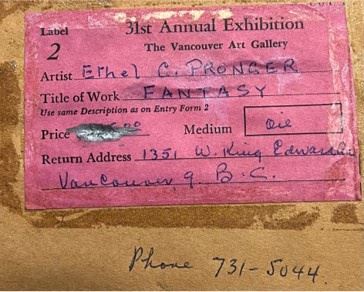 Label 31st Annual Exhibition
2 The Vancouver Art Gallery
Artist Ethel C. PRONGER
Title of Work FANTASY
Use same Description as on Entry Form 2
Price Medium Oil
Return Address 1351 W. King Edward
Vancouver 9 B.C.
Phone 731-5044.